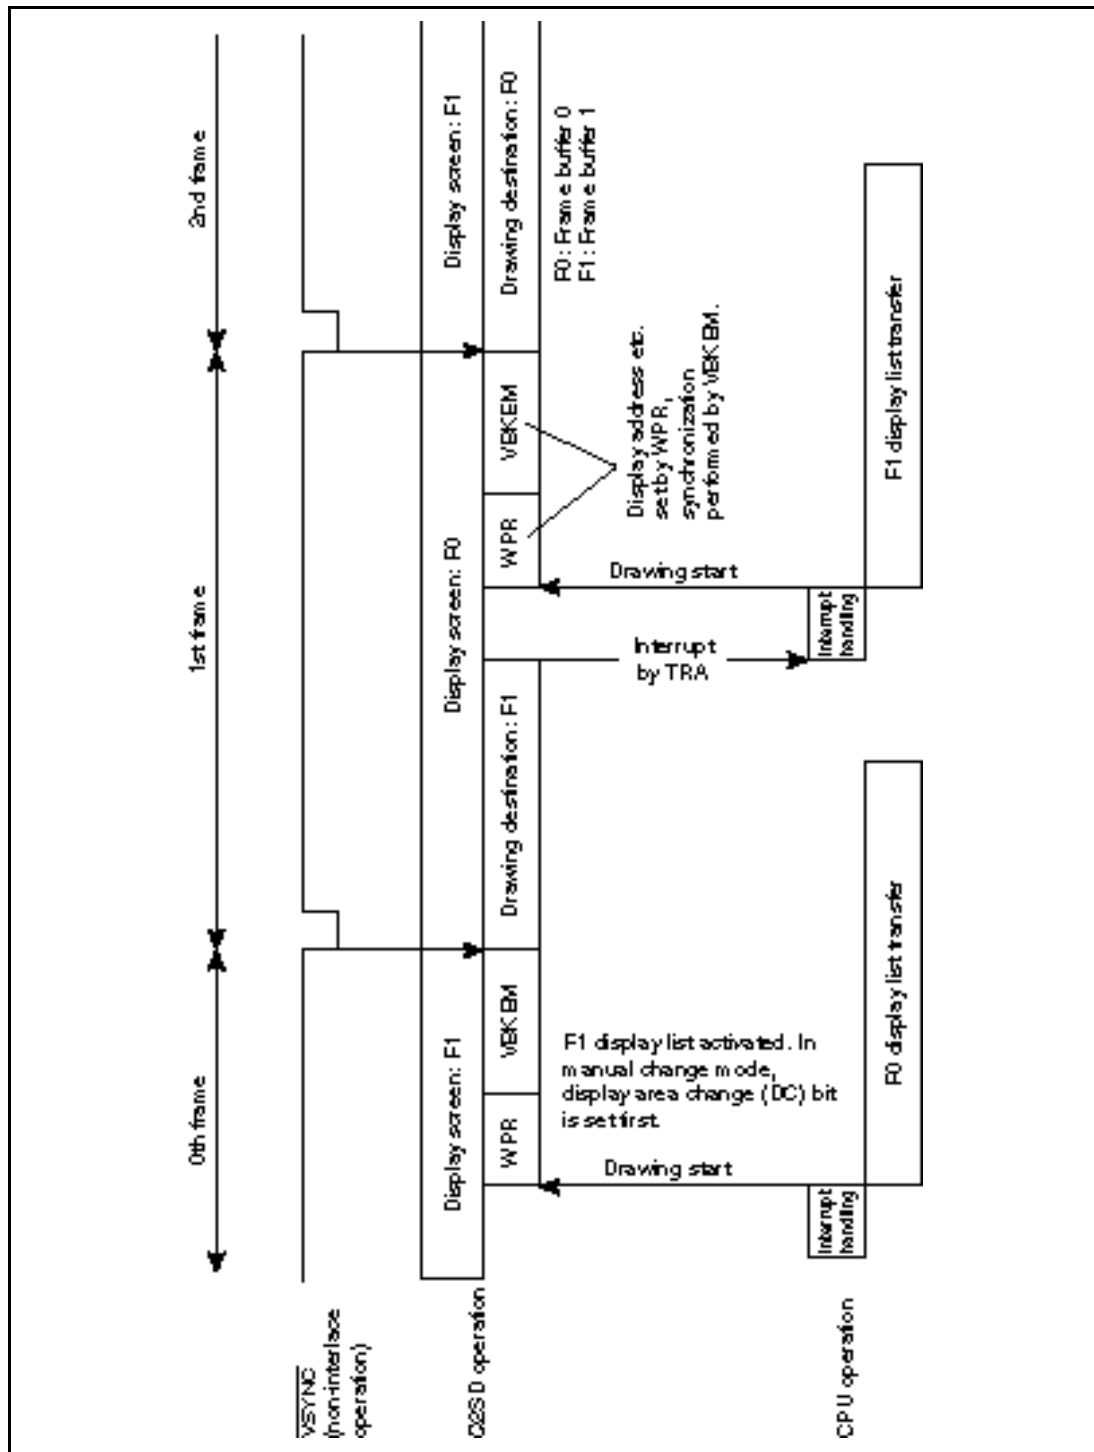 0th frame
1st frame
2nd frame
VSYNC
(non-interlace
operation)
Q2SD operation
Display screen: F1
Display screen: F0
Display screen: F1
WPR
VBKEM
Drawing destination: F1
WPR
VBKEM
Drawing destination: F0
F0: Frame buffer 0
F1: Frame buffer 1
Drawing start
F1 display list activated. In
manual change mode,
display area change (DC) bit
is set first.
Interrupt
by TRA
Drawing start
Display address etc.
set by WPR,
synchronization
performed by VBKEM.
CPU operation
Interrupt
handling
F0 display list transfer
Interrupt
handling
F1 display list transfer